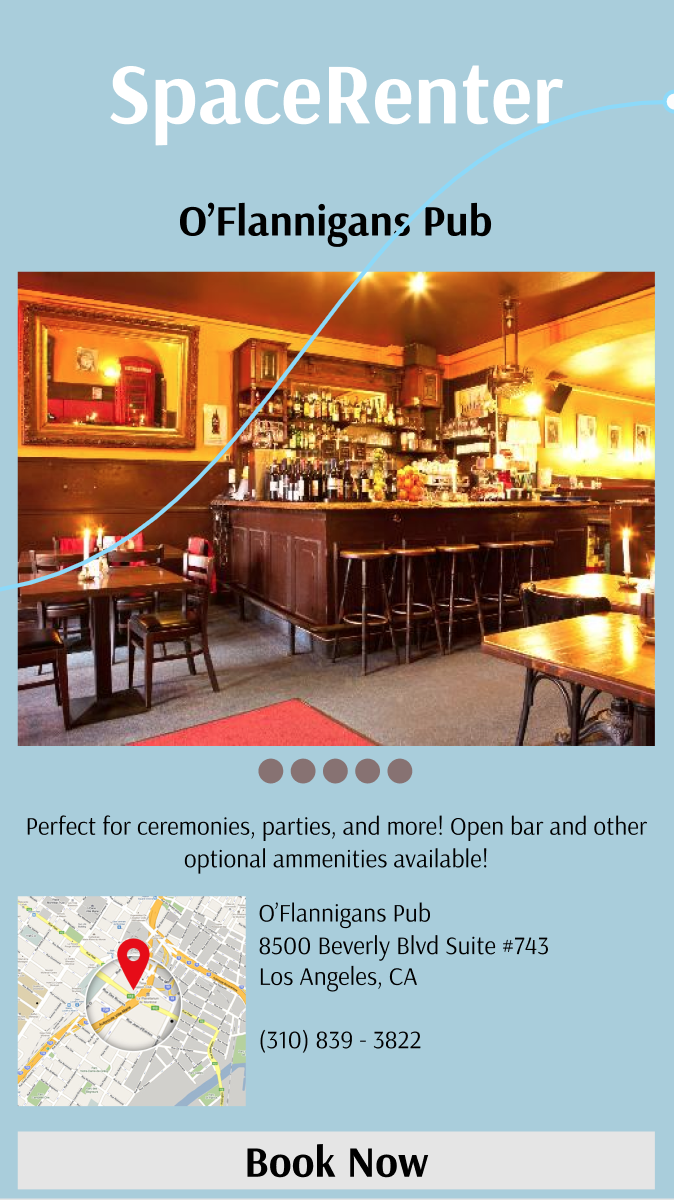 SpaceRenter
O’Flannigans Pub
Perfect for ceremonies, parties, and more! Open bar and other
optional ammenities available!
O’Flannigans Pub
8500 Beverly Blvd Suite #743
Los Angeles, CA
(310) 839 - 3822
Book Now